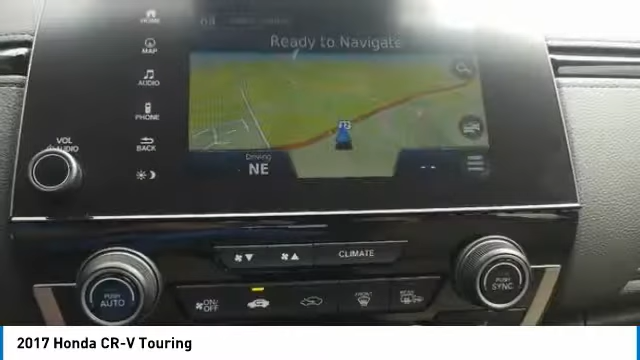 HOME
Ready to Navigate
MAP
AUDIO
PHONE
VOL
AUDIO
BACK
Driving
NE
--
CLIMATE
PUSH
AUTO
ON/
OFF
FRONT
REAR
PUSH
SYNC
2017 Honda CR-V Touring